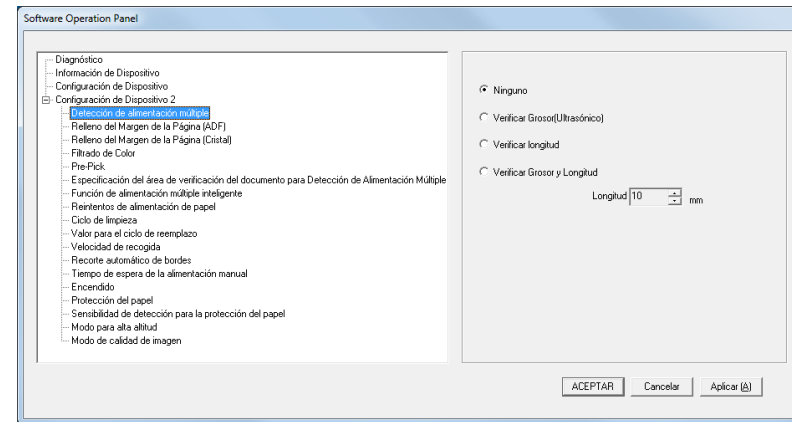 Software Operation Panel
Diagnóstico
Información de Dispositivo
Configuración de Dispositivo
Configuración de Dispositivo 2
Detección de alimentación múltiple
Relleno del Margen de la Página (ADF)
Relleno del Margen de la Página (Cristal)
Filtrado de Color
Pre-Pick
Especificación del área de verificación del documento para Detección de Alimentación Múltiple
Función de alimentación múltiple inteligente
Reintentos de alimentación de papel
Ciclo de limpieza
Valor para el ciclo de reemplazo
Velocidad de recogida
Recorte automático de bordes
Tiempo de espera de la alimentación manual
Encendido
Protección del papel
Sensibilidad de detección para la protección del papel
Modo para alta altitud
Modo de calidad de imagen
Ninguno
Verificar Grosor(Ultrasónico)
Verificar longitud
Verificar Grosor y Longitud
Longitud 10 mm
ACEPTAR Cancelar Aplicar (A)